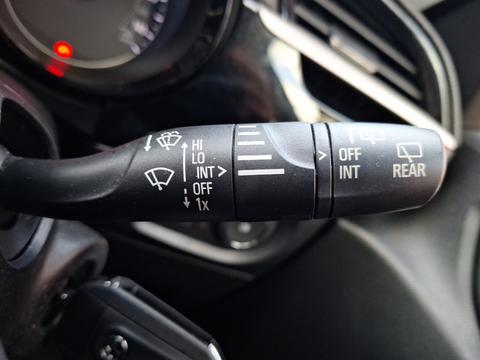 HI
LO
INT>
OFF
1x
> OFF
INT
REAR